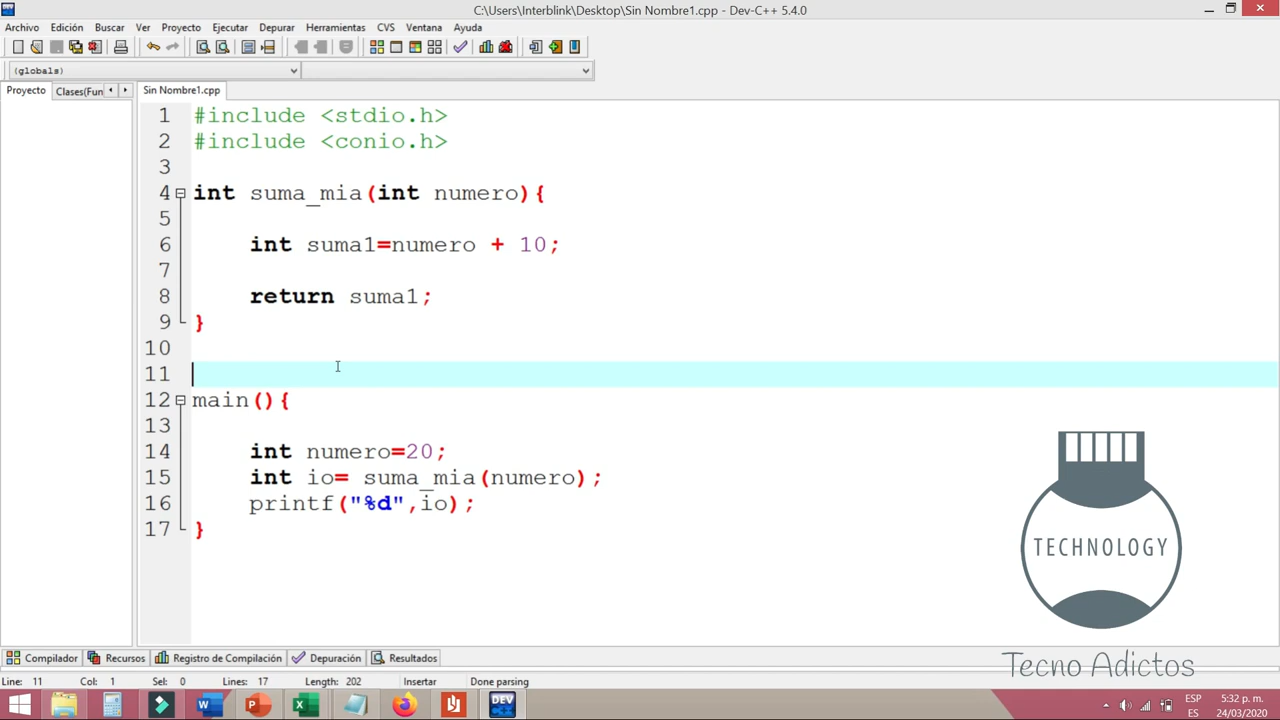 C:\Users\Interblink\Desktop\Sin Nombre1.cpp - Dev-C++ 5.4.0
Archivo Edición Buscar Ver Proyecto Ejecutar Depurar Herramientas CVS Ventana Ayuda
(globals)
Proyecto Clases(Fun Sin Nombre1.cpp
1 #include <stdio.h>
2 #include <conio.h>
3
4 int suma_mia(int numero){
5
6 int suma1=numero + 10;
7
8 return suma1;
9 }
10
11
12 main(){
13
14 int numero=20;
15 int io= suma_mia(numero);
16 printf("%d",io);
17 }
TECHNOLOGY
Tecno Adictos
Compilador Recursos Registro de Compilación Depuración Resultados
Line: 11 Col: 1 Sel: 0 Lines: 17 Length: 202 Insertar Done parsing
DEV
ESP 5:32 p. m.
ES 24/03/2020